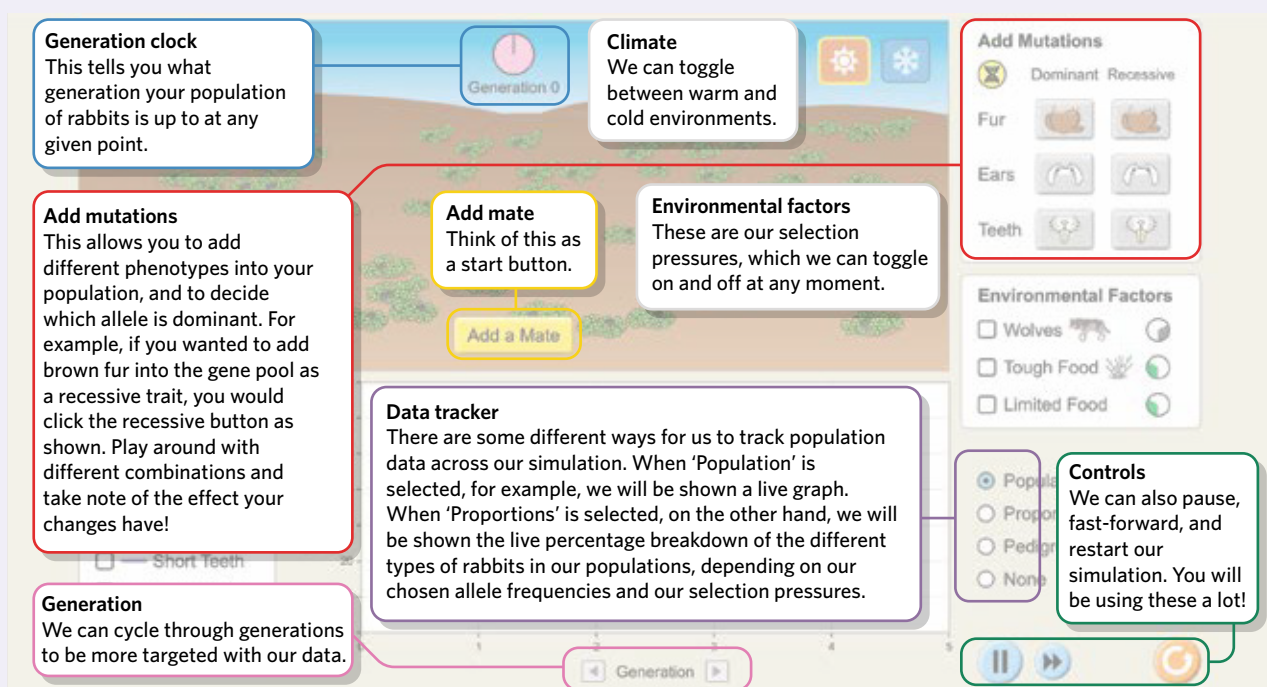 Generation clock
This tells you what
generation your population
of rabbits is up to at any
given point.
Generation 0
Climate
We can toggle
between warm and
cold environments.
Add Mutations
Dominant Recessive
Fur
Ears
Teeth
Add mutations
This allows you to add
different phenotypes into your
population, and to decide
which allele is dominant. For
example, if you wanted to add
brown fur into the gene pool as
a recessive trait, you would
click the recessive button as
shown. Play around with
different combinations and
take note of the effect your
changes have!
Add mate
Think of this as
a start button.
Add a Mate
Environmental factors
These are our selection
pressures, which we can toggle
on and off at any moment.
Environmental Factors
Wolves
Tough Food
Limited Food
Data tracker
There are some different ways for us to track population
data across our simulation. When ‘Population’ is
selected, for example, we will be shown a live graph.
When ‘Proportions’ is selected, on the other hand, we will
be shown the live percentage breakdown of the different
types of rabbits in our populations, depending on our
chosen allele frequencies and our selection pressures.
Popula
Propor
Pedigr
None
Controls
We can also pause,
fast-forward, and
restart our
simulation. You will
be using these a lot!
Short Teeth
Generation
We can cycle through generations
to be more targeted with our data.
1 2 3 4 5
Generation